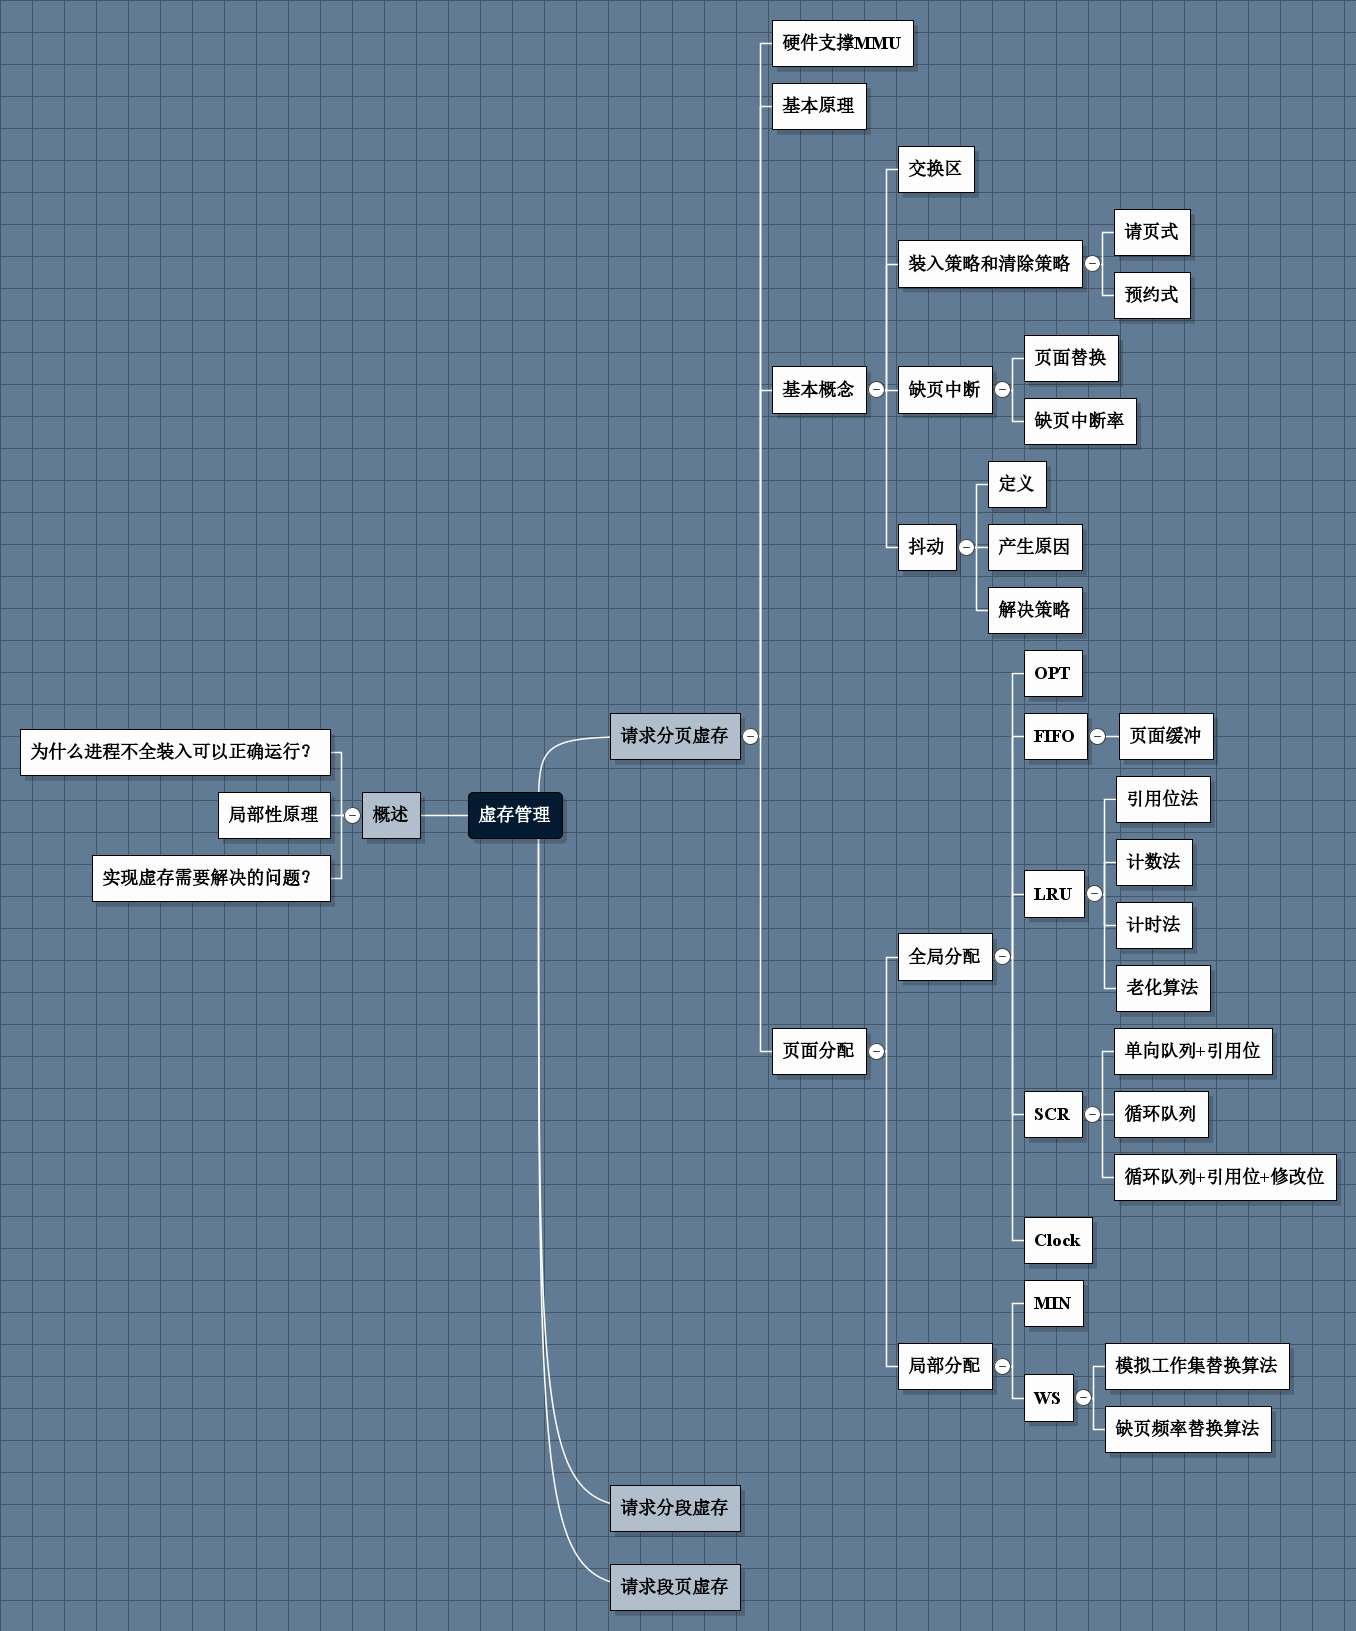 硬件支撑MMU
基本原理
交换区
请页式
装入策略和清除策略
预约式
页面替换
基本概念
缺页中断
缺页中断率
定义
抖动
产生原因
解决策略
OPT
请求分页虚存
FIFO
页面缓冲
为什么进程不全装入可以正确运行?
引用位法
局部性原理
概述
虚存管理
计数法
实现虚存需要解决的问题?
LRU
计时法
全局分配
老化算法
页面分配
单向队列+引用位
SCR
循环队列
循环队列+引用位+修改位
Clock
MIN
局部分配
模拟工作集替换算法
WS
缺页频率替换算法
请求分段虚存
请求段页虚存